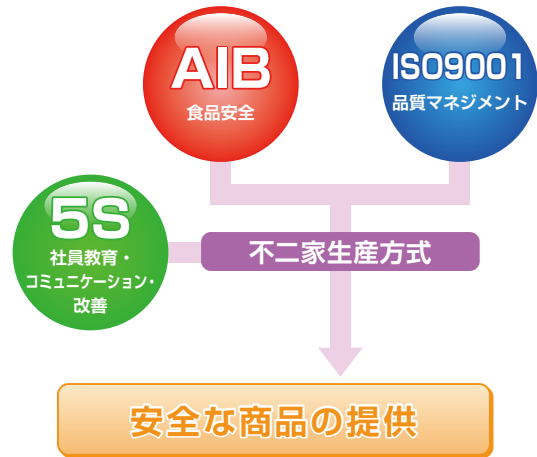 AIB
食品安全
ISO9001
品質マネジメント
5S
社員教育・
コミュニケーション・
改善
不二家生産方式
安全な商品の提供